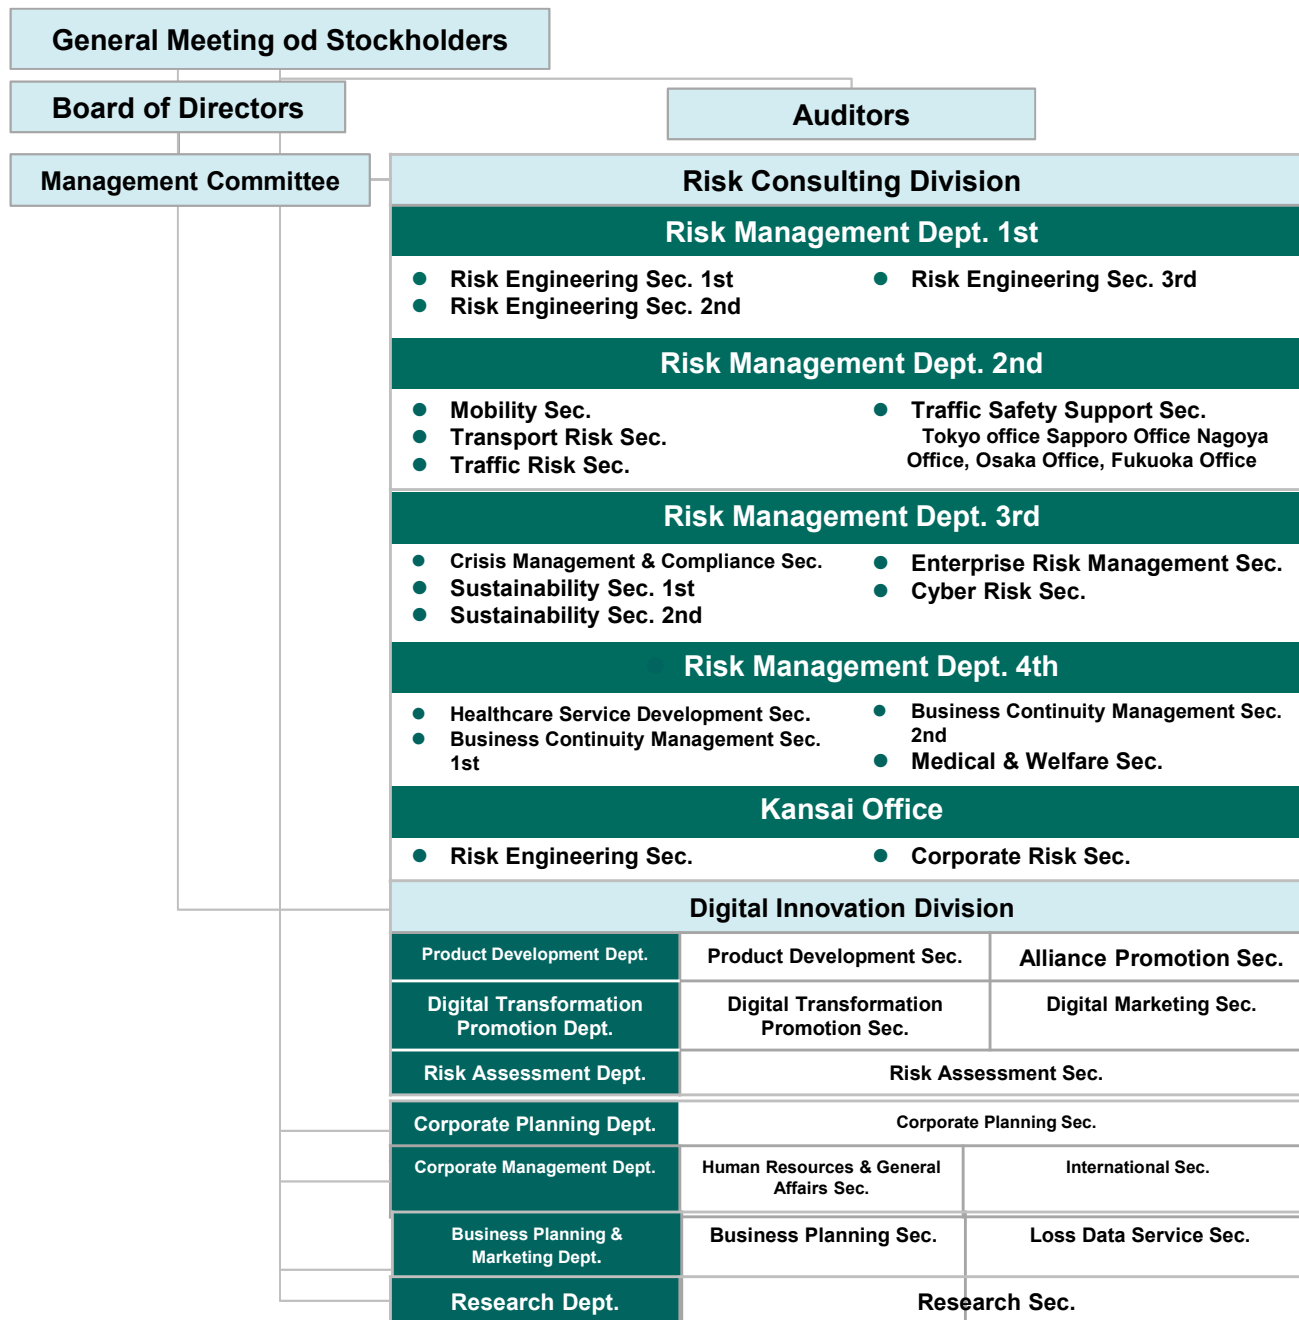 General Meeting od Stockholders
Board of Directors
Auditors
Management Committee
Risk Consulting Division
Risk Management Dept. 1st
Risk Engineering Sec. 1st
Risk Engineering Sec. 2nd
Risk Engineering Sec. 3rd
Risk Management Dept. 2nd
Mobility Sec.
Transport Risk Sec.
Traffic Risk Sec.
Traffic Safety Support Sec.
Tokyo office Sapporo Office Nagoya
Office, Osaka Office, Fukuoka Office
Risk Management Dept. 3rd
Crisis Management & Compliance Sec.
Sustainability Sec. 1st
Sustainability Sec. 2nd
Enterprise Risk Management Sec.
Cyber Risk Sec.
Risk Management Dept. 4th
Healthcare Service Development Sec.
Business Continuity Management Sec.
1st
Business Continuity Management Sec.
2nd
Medical & Welfare Sec.
Kansai Office
Risk Engineering Sec.
Corporate Risk Sec.
Digital Innovation Division
Product Development Dept.
Product Development Sec.
Alliance Promotion Sec.
Digital Transformation
Promotion Dept.
Digital Transformation
Promotion Sec.
Digital Marketing Sec.
Risk Assessment Dept.
Risk Assessment Sec.
Corporate Planning Dept.
Corporate Planning Sec.
Corporate Management Dept.
Human Resources & General
Affairs Sec.
International Sec.
Business Planning &
Marketing Dept.
Business Planning Sec.
Loss Data Service Sec.
Research Dept.
Research Sec.